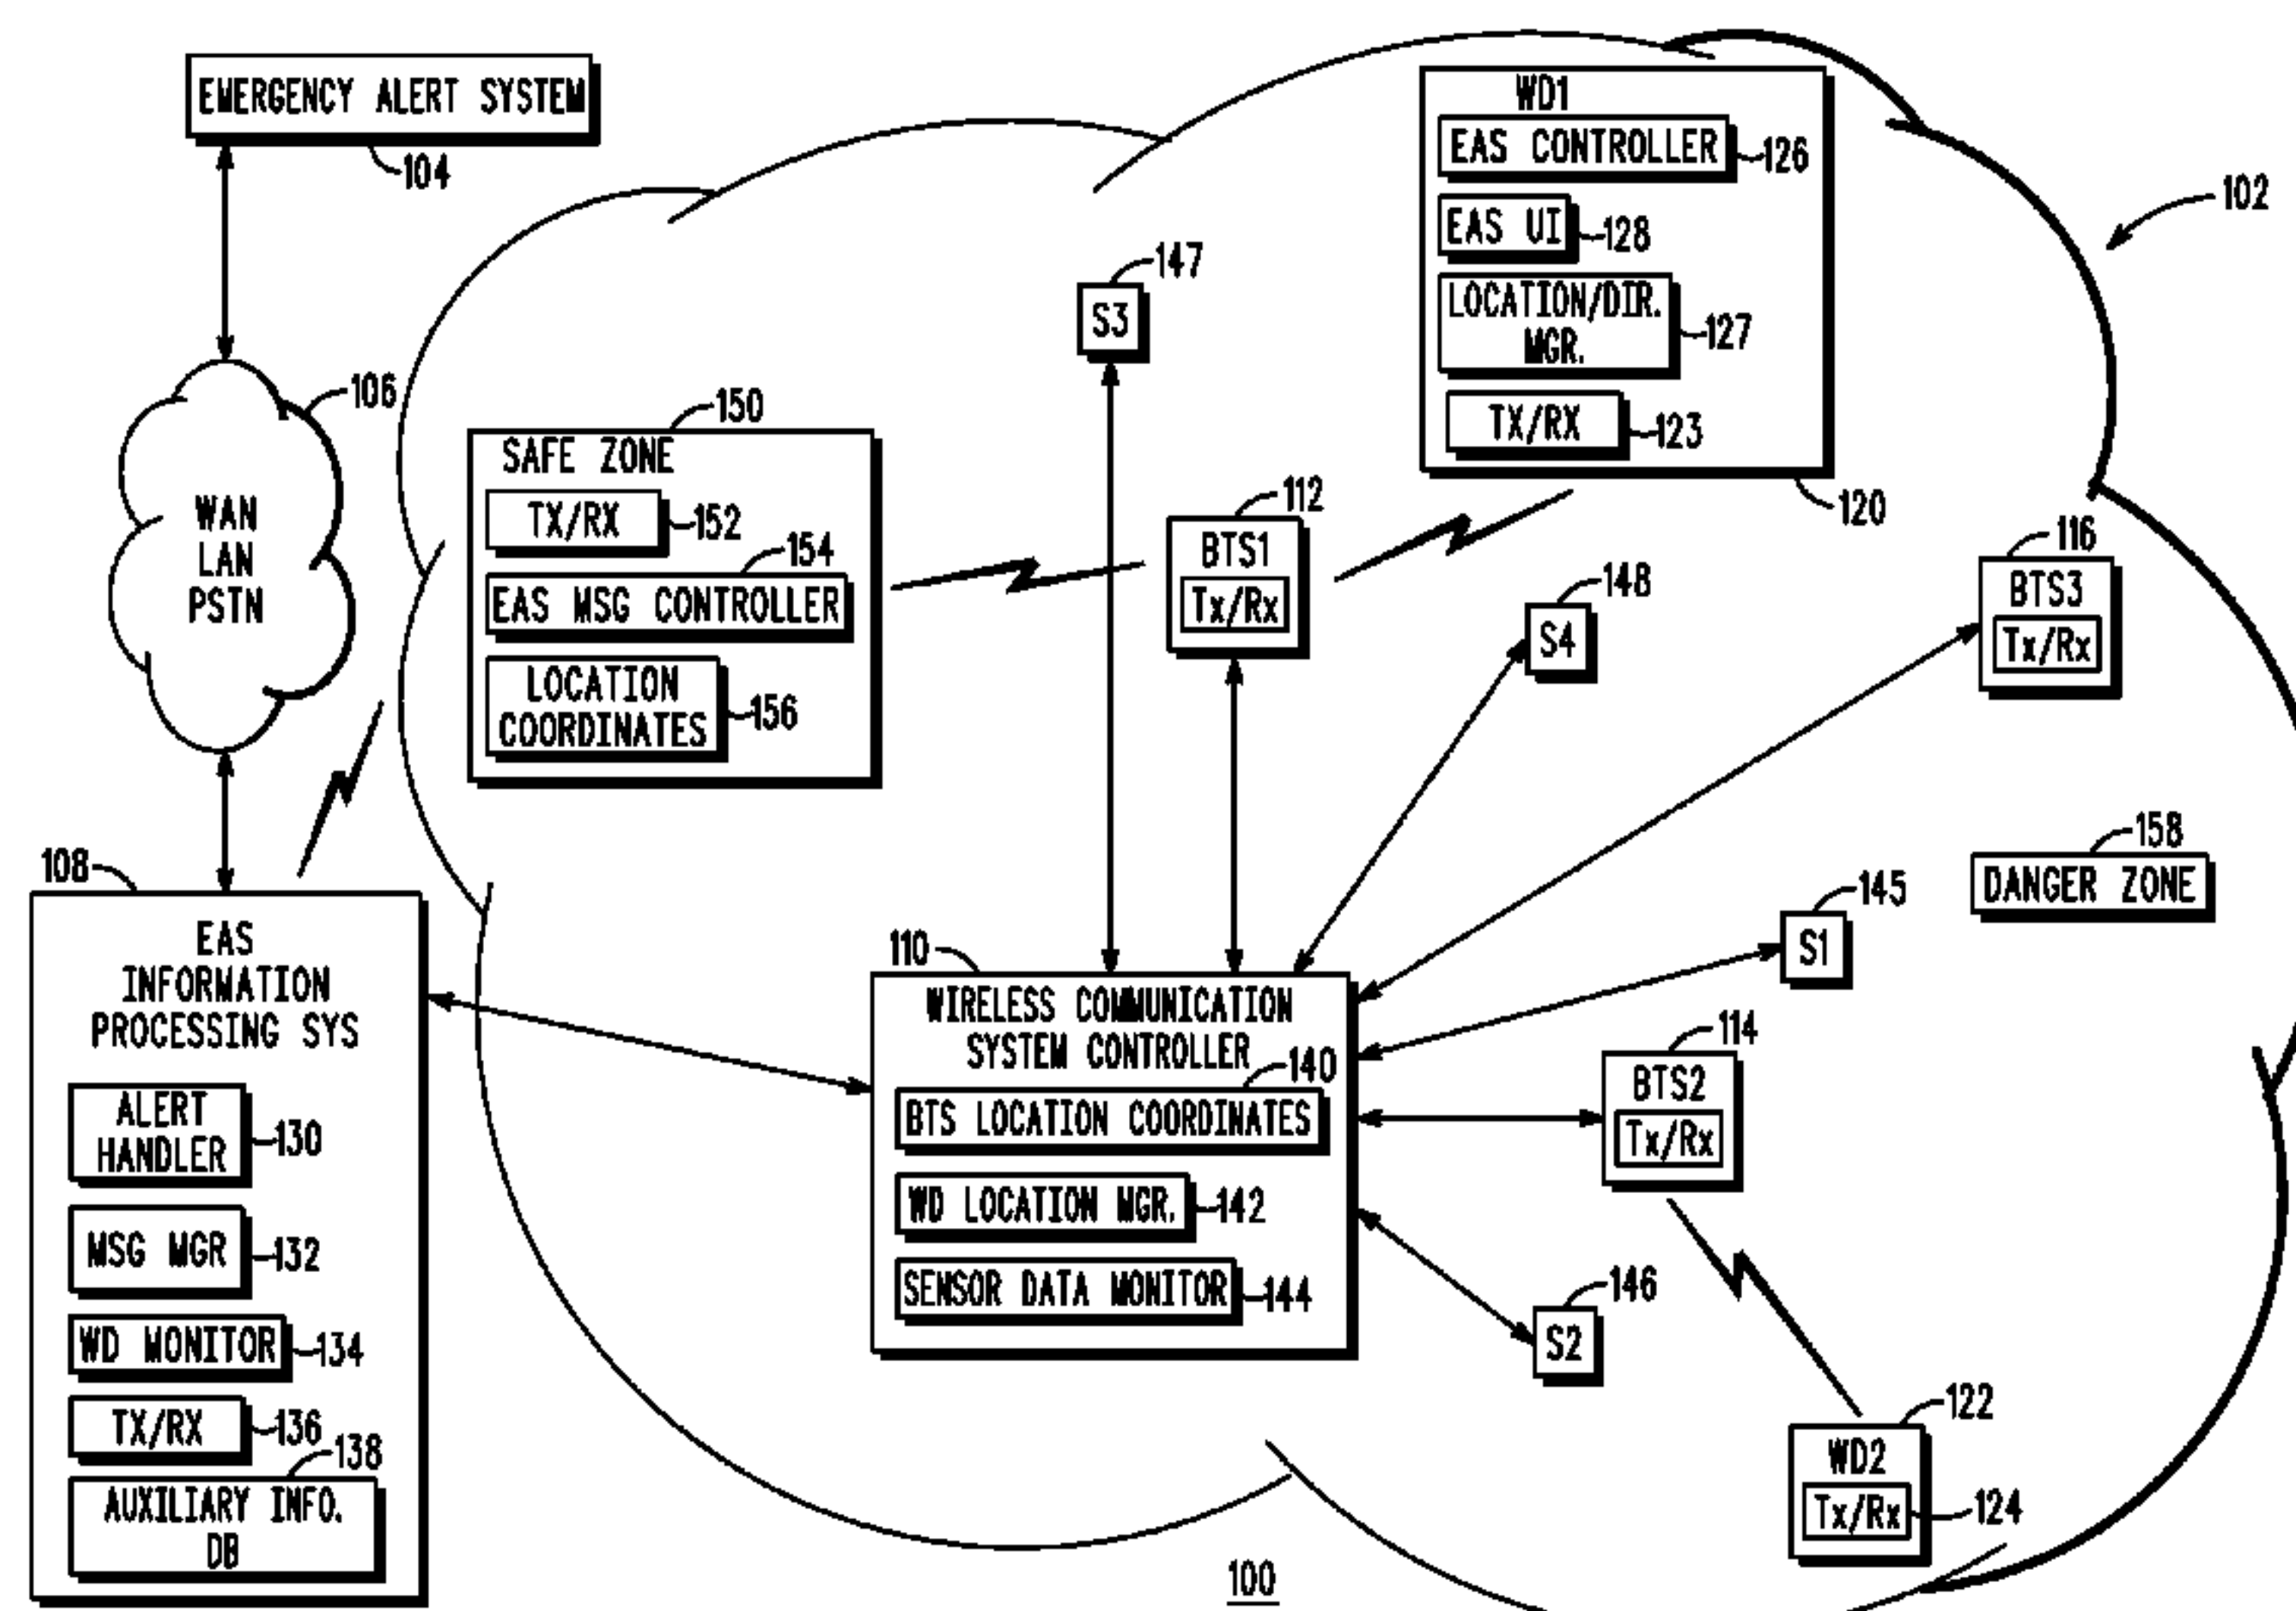 EMERGENCY ALERT SYSTEM
104
106
WAN
LAN
PSTN
108
EAS
INFORMATION
PROCESSING SYS
ALERT
HANDLER
130
MSG MGR
132
WD MONITOR
134
TX/RX
136
138
AUXILIARY INFO.
DB
150
SAFE ZONE
TX/RX
152
154
EAS MSG CONTROLLER
LOCATION
COORDINATES
156
147
S3
112
BTS1
Tx/Rx
WD1
EAS CONTROLLER
126
EAS UI
128
LOCATION/DIR.
MGR.
127
TX/RX
123
120
102
148
S4
116
BTS3
Tx/Rx
158
DANGER ZONE
145
S1
110
WIRELESS COMMUNICATION
SYSTEM CONTROLLER
140
BTS LOCATION COORDINATES
WD LOCATION MGR.
142
SENSOR DATA MONITOR
144
114
BTS2
Tx/Rx
146
S2
122
WD2
Tx/Rx
124
100